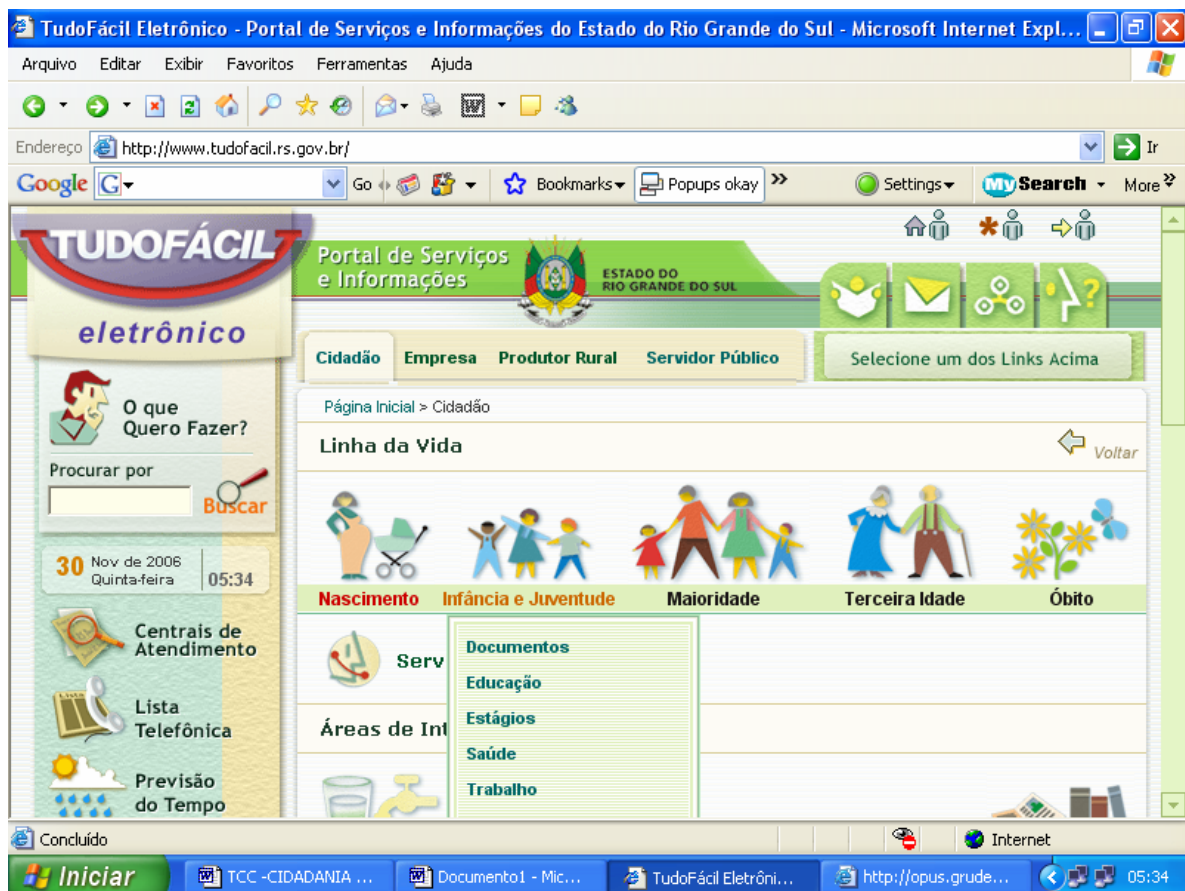 TudoFácil Eletrônico - Portal de Serviços e Informações do Estado do Rio Grande do Sul - Microsoft Internet Expl...
Arquivo Editar Exibir Favoritos Ferramentas Ajuda
Endereço http://www.tudofacil.rs.gov.br/ Ir
Google G Go Bookmarks Popups okay » Settings My Search More »
TUDOFÁCIL
eletrônico
Portal de Serviços
e Informações
ESTADO DO
RIO GRANDE DO SUL
Cidadão Empresa Produtor Rural Servidor Público
Selecione um dos Links Acima
O que
Quero Fazer?
Procurar por
Buscar
30 Nov de 2006
Quinta-feira
05:34
Centrais de
Atendimento
Lista
Telefônica
Previsão
do Tempo
Página Inicial > Cidadão
Linha da Vida
Voltar
Nascimento Infância e Juventude Maioridade Terceira Idade Óbito
Serv
Documentos
Educação
Estágios
Saúde
Trabalho
Áreas de Int
Concluído Internet
Iniciar TCC -CIDADANIA ... Documento1 - Mic... TudoFácil Eletrôni... http://opus.grude... 05:34